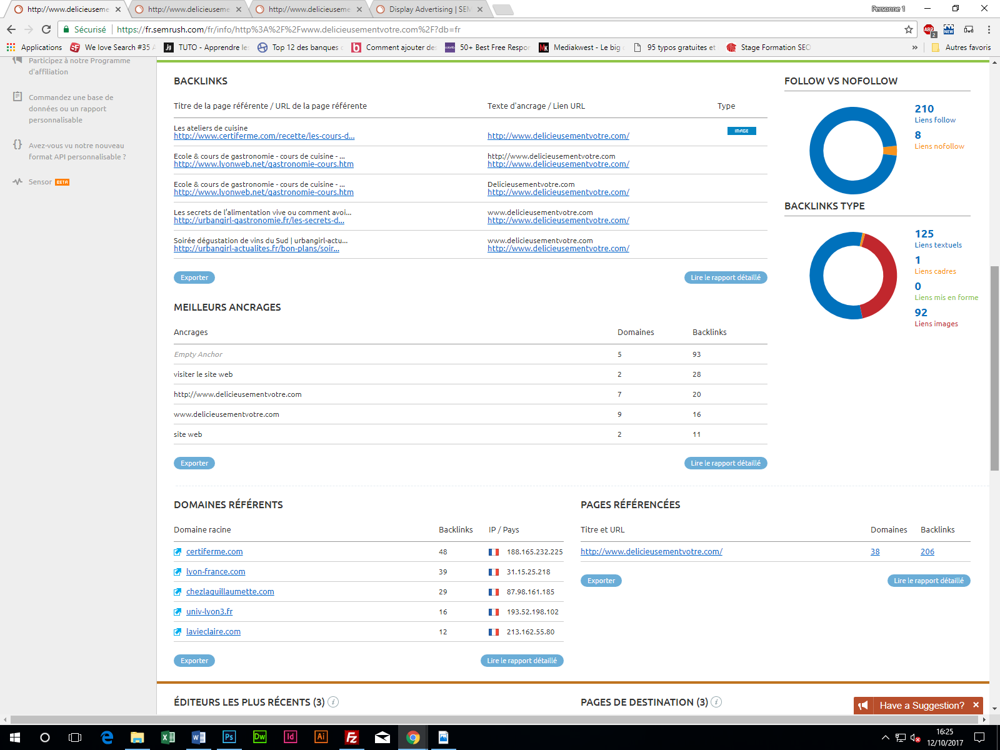 http://www.delicieuseme
http://www.delicieuseme
http://www.delicieuseme
Display Advertising | SEM
Personne 1
Sécurisé
https://fr.semrush.com/fr/info/http%3A%2F%2Fwww.delicieusementvotre.com%2F?db=fr
ABP
2
NEW
Applications
SF We love Search #35
jg TUTO - Apprendre le
Top 12 des banques
b Comment ajouter de
colorlib 50+ Best Free Respor
MK Mediakwest - Le big
95 typos gratuites et
Stage Formation SEO
»
Autres favoris
Participez à notre Programme
d'affiliation
Commandez une base de
données ou un rapport
personnalisable
Avez-vous vu notre nouveau
format API personnalisable ?
Sensor BETA
BACKLINKS
Titre de la page référente / URL de la page référente Texte d'ancrage / Lien URL Type
Les ateliers de cuisine
http://www.certiferme.com/recette/les-cours-d... http://www.delicieusementvotre.com/ IMAGE
Ecole & cours de gastronomie - cours de cuisine - ... http://www.delicieusementvotre.com
http://www.lyonweb.net/gastronomie-cours.htm http://www.delicieusementvotre.com/
Ecole & cours de gastronomie - cours de cuisine - ... Delicieusementvotre.com
http://www.lyonweb.net/gastronomie-cours.htm http://www.delicieusementvotre.com/
Les secrets de l’alimentation vive ou comment avoi... www.delicieusementvotre.com
http://urbangirl-gastronomie.fr/les-secrets-d... http://www.delicieusementvotre.com/
Soirée dégustation de vins du Sud | urbangirl-actu... www.delicieusementvotre.com
http://urbangirl-actualites.fr/bon-plans/soir... http://www.delicieusementvotre.com/
Exporter Lire le rapport détaillé
FOLLOW VS NOFOLLOW
210
Liens follow
8
Liens nofollow
BACKLINKS TYPE
125
Liens textuels
1
Liens cadres
0
Liens mis en forme
92
Liens images
MEILLEURS ANCRAGES
Ancrages Domaines Backlinks
Empty Anchor 5 93
visiter le site web 2 28
http://www.delicieusementvotre.com 7 20
www.delicieusementvotre.com 9 16
site web 2 11
Exporter Lire le rapport détaillé
DOMAINES RÉFÉRENTS
Domaine racine Backlinks IP / Pays
certiferme.com 48 188.165.232.225
lyon-france.com 39 31.15.25.218
chezlaguillaumette.com 29 87.98.161.185
univ-lyon3.fr 16 193.52.198.102
lavieclaire.com 12 213.162.55.80
Exporter Lire le rapport détaillé
PAGES RÉFÉRENCÉES
Titre et URL Domaines Backlinks
http://www.delicieusementvotre.com/ 38 206
Exporter Lire le rapport détaillé
ÉDITEURS LES PLUS RÉCENTS (3) i
PAGES DE DESTINATION (3) i
Have a Suggestion? ×
Ps
Dw
Id
Ai
Fz
16:25
12/10/2017